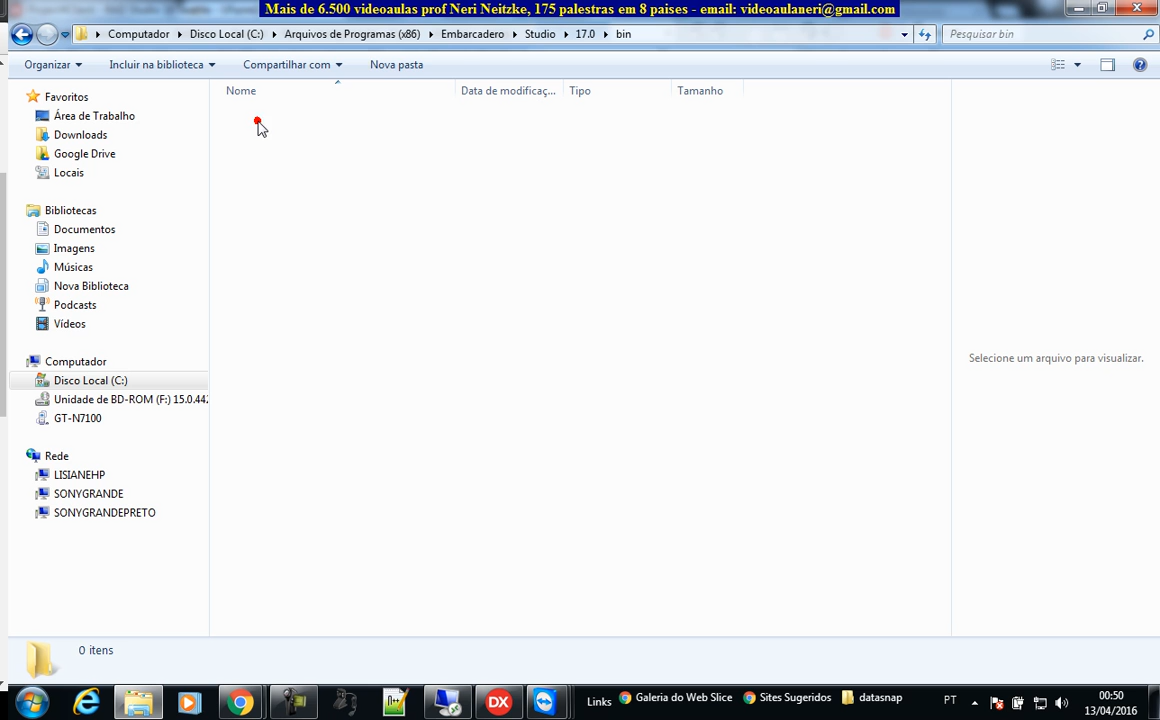 Mais de 6.500 videoaulas prof Neri Neitzke, 175 palestras em 8 paises - email: videoaulaneri@gmail.com
Computador Disco Local (C:) Arquivos de Programas (x86) Embarcadero Studio 17.0 bin
Pesquisar bin
Organizar Incluir na biblioteca Compartilhar com Nova pasta
Nome Data de modificaç... Tipo Tamanho
Favoritos
Área de Trabalho
Downloads
Google Drive
Locais
Bibliotecas
Documentos
Imagens
Músicas
Nova Biblioteca
Podcasts
Vídeos
Computador
Disco Local (C:)
Unidade de BD-ROM (F:) 15.0.44
GT-N7100
Rede
LISIANEHP
SONYGRANDE
SONYGRANDEPRETO
Selecione um arquivo para visualizar.
0 itens
DX
Links Galeria do Web Slice Sites Sugeridos datasnap PT
00:50
13/04/2016